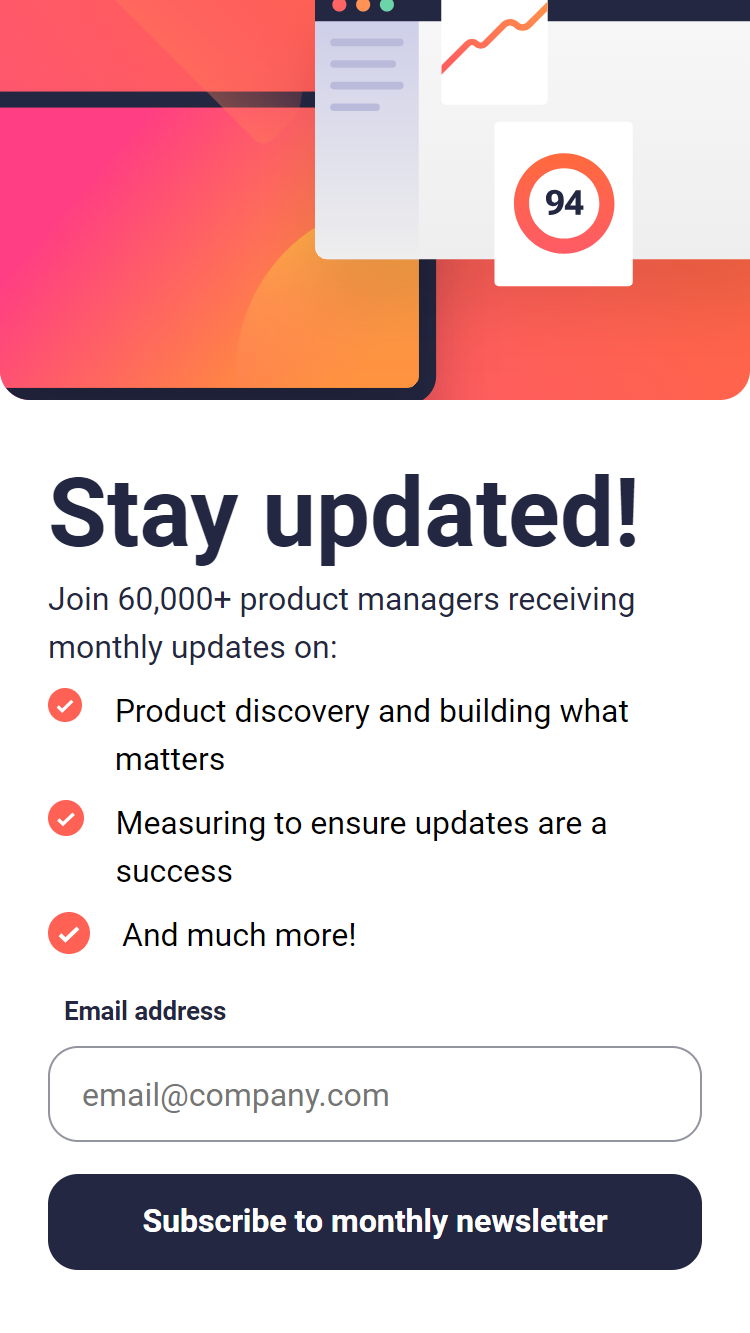 94
Stay updated!
Join 60,000+ product managers receiving
monthly updates on:
Product discovery and building what
matters
Measuring to ensure updates are a
success
And much more!
Email address
email@company.com
Subscribe to monthly newsletter